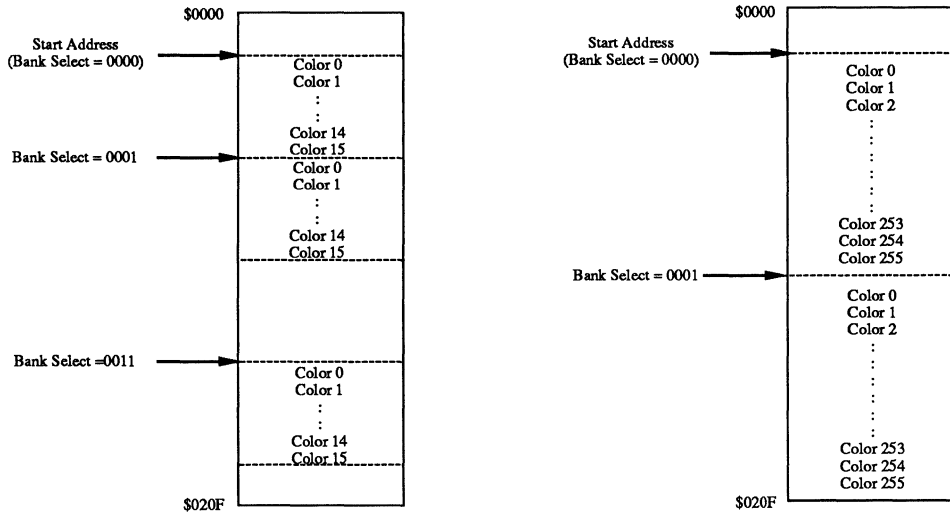 $0000
Start Address
(Bank Select = 0000)
Color 0
Color 1
Color 14
Color 15
Bank Select = 0001
Color 0
Color 1
Color 14
Color 15
Bank Select =0011
Color 0
Color 1
Color 14
Color 15
$020F
$0000
Start Address
(Bank Select = 0000)
Color 0
Color 1
Color 2
Color 253
Color 254
Color 255
Bank Select = 0001
Color 0
Color 1
Color 2
Color 253
Color 254
Color 255
$020F